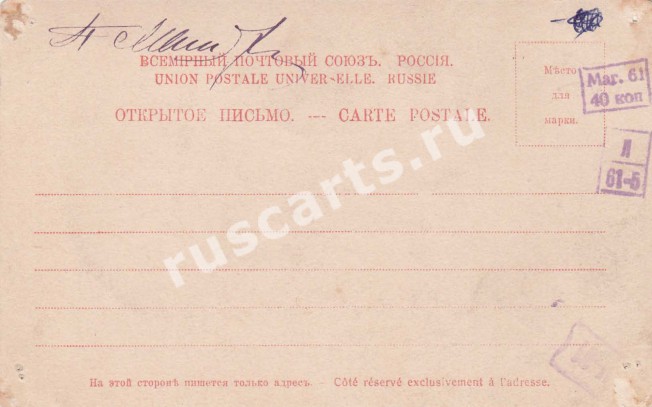 ВСЕМІРНЫЙ ПОЧТОВЫЙ СОЮЗЪ. РОССІЯ.
UNION POSTALE UNIVER-ELLE. RUSSIE
ОТКРЫТОЕ ПИСЬМО. --- CARTE POSTALE.
Мѣсто
для
марки.
Маг. 61
40 коп
Л
61-5
ruscarts.ru
На этой сторонѣ пишется только адресъ. - Côté réservé exclusivement à l'adresse.